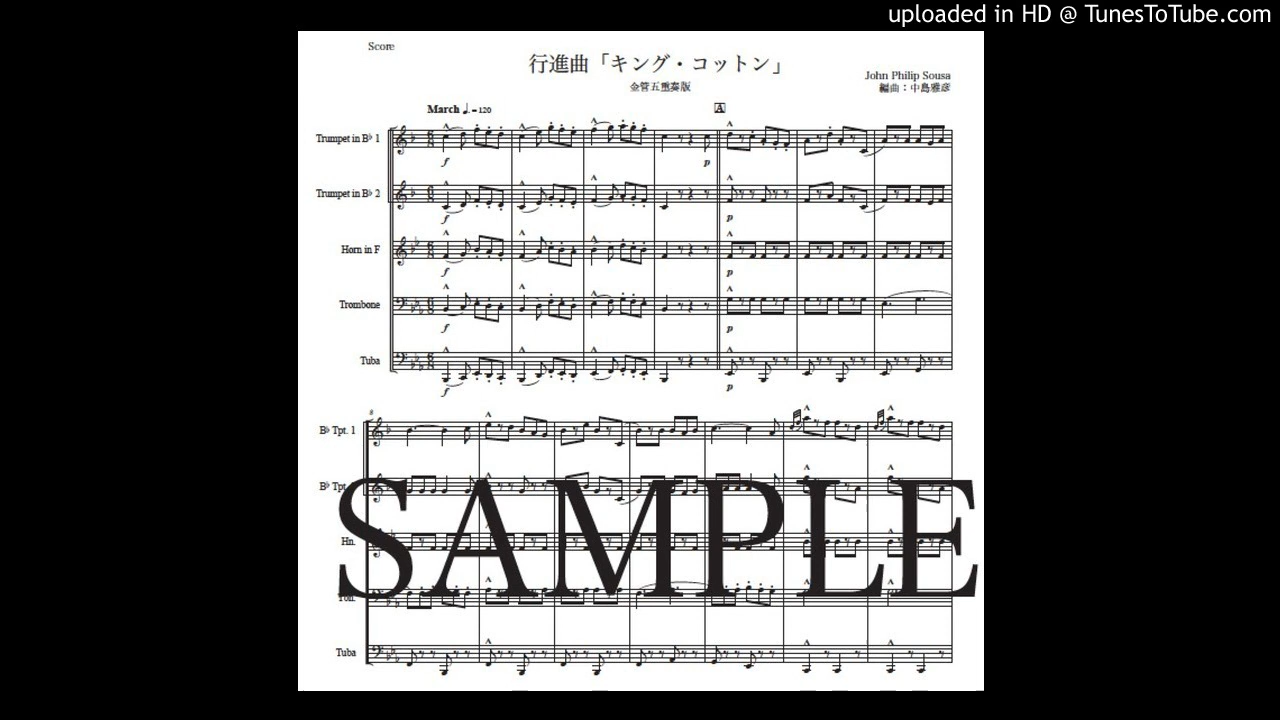 uploaded in HD @ TunesToTube.com
Score
行進曲「キング・コットン」
金管五重奏版
John Philip Sousa
編曲：中島雅彦
March ♩. = 120
A
Trumpet in B♭ 1
f
p
Trumpet in B♭ 2
f
p
Horn in F
f
p
Trombone
f
p
Tuba
f
p
8
B♭ Tpt. 1
B♭ Tpt.
Hn.
Tuba
SAMPLE